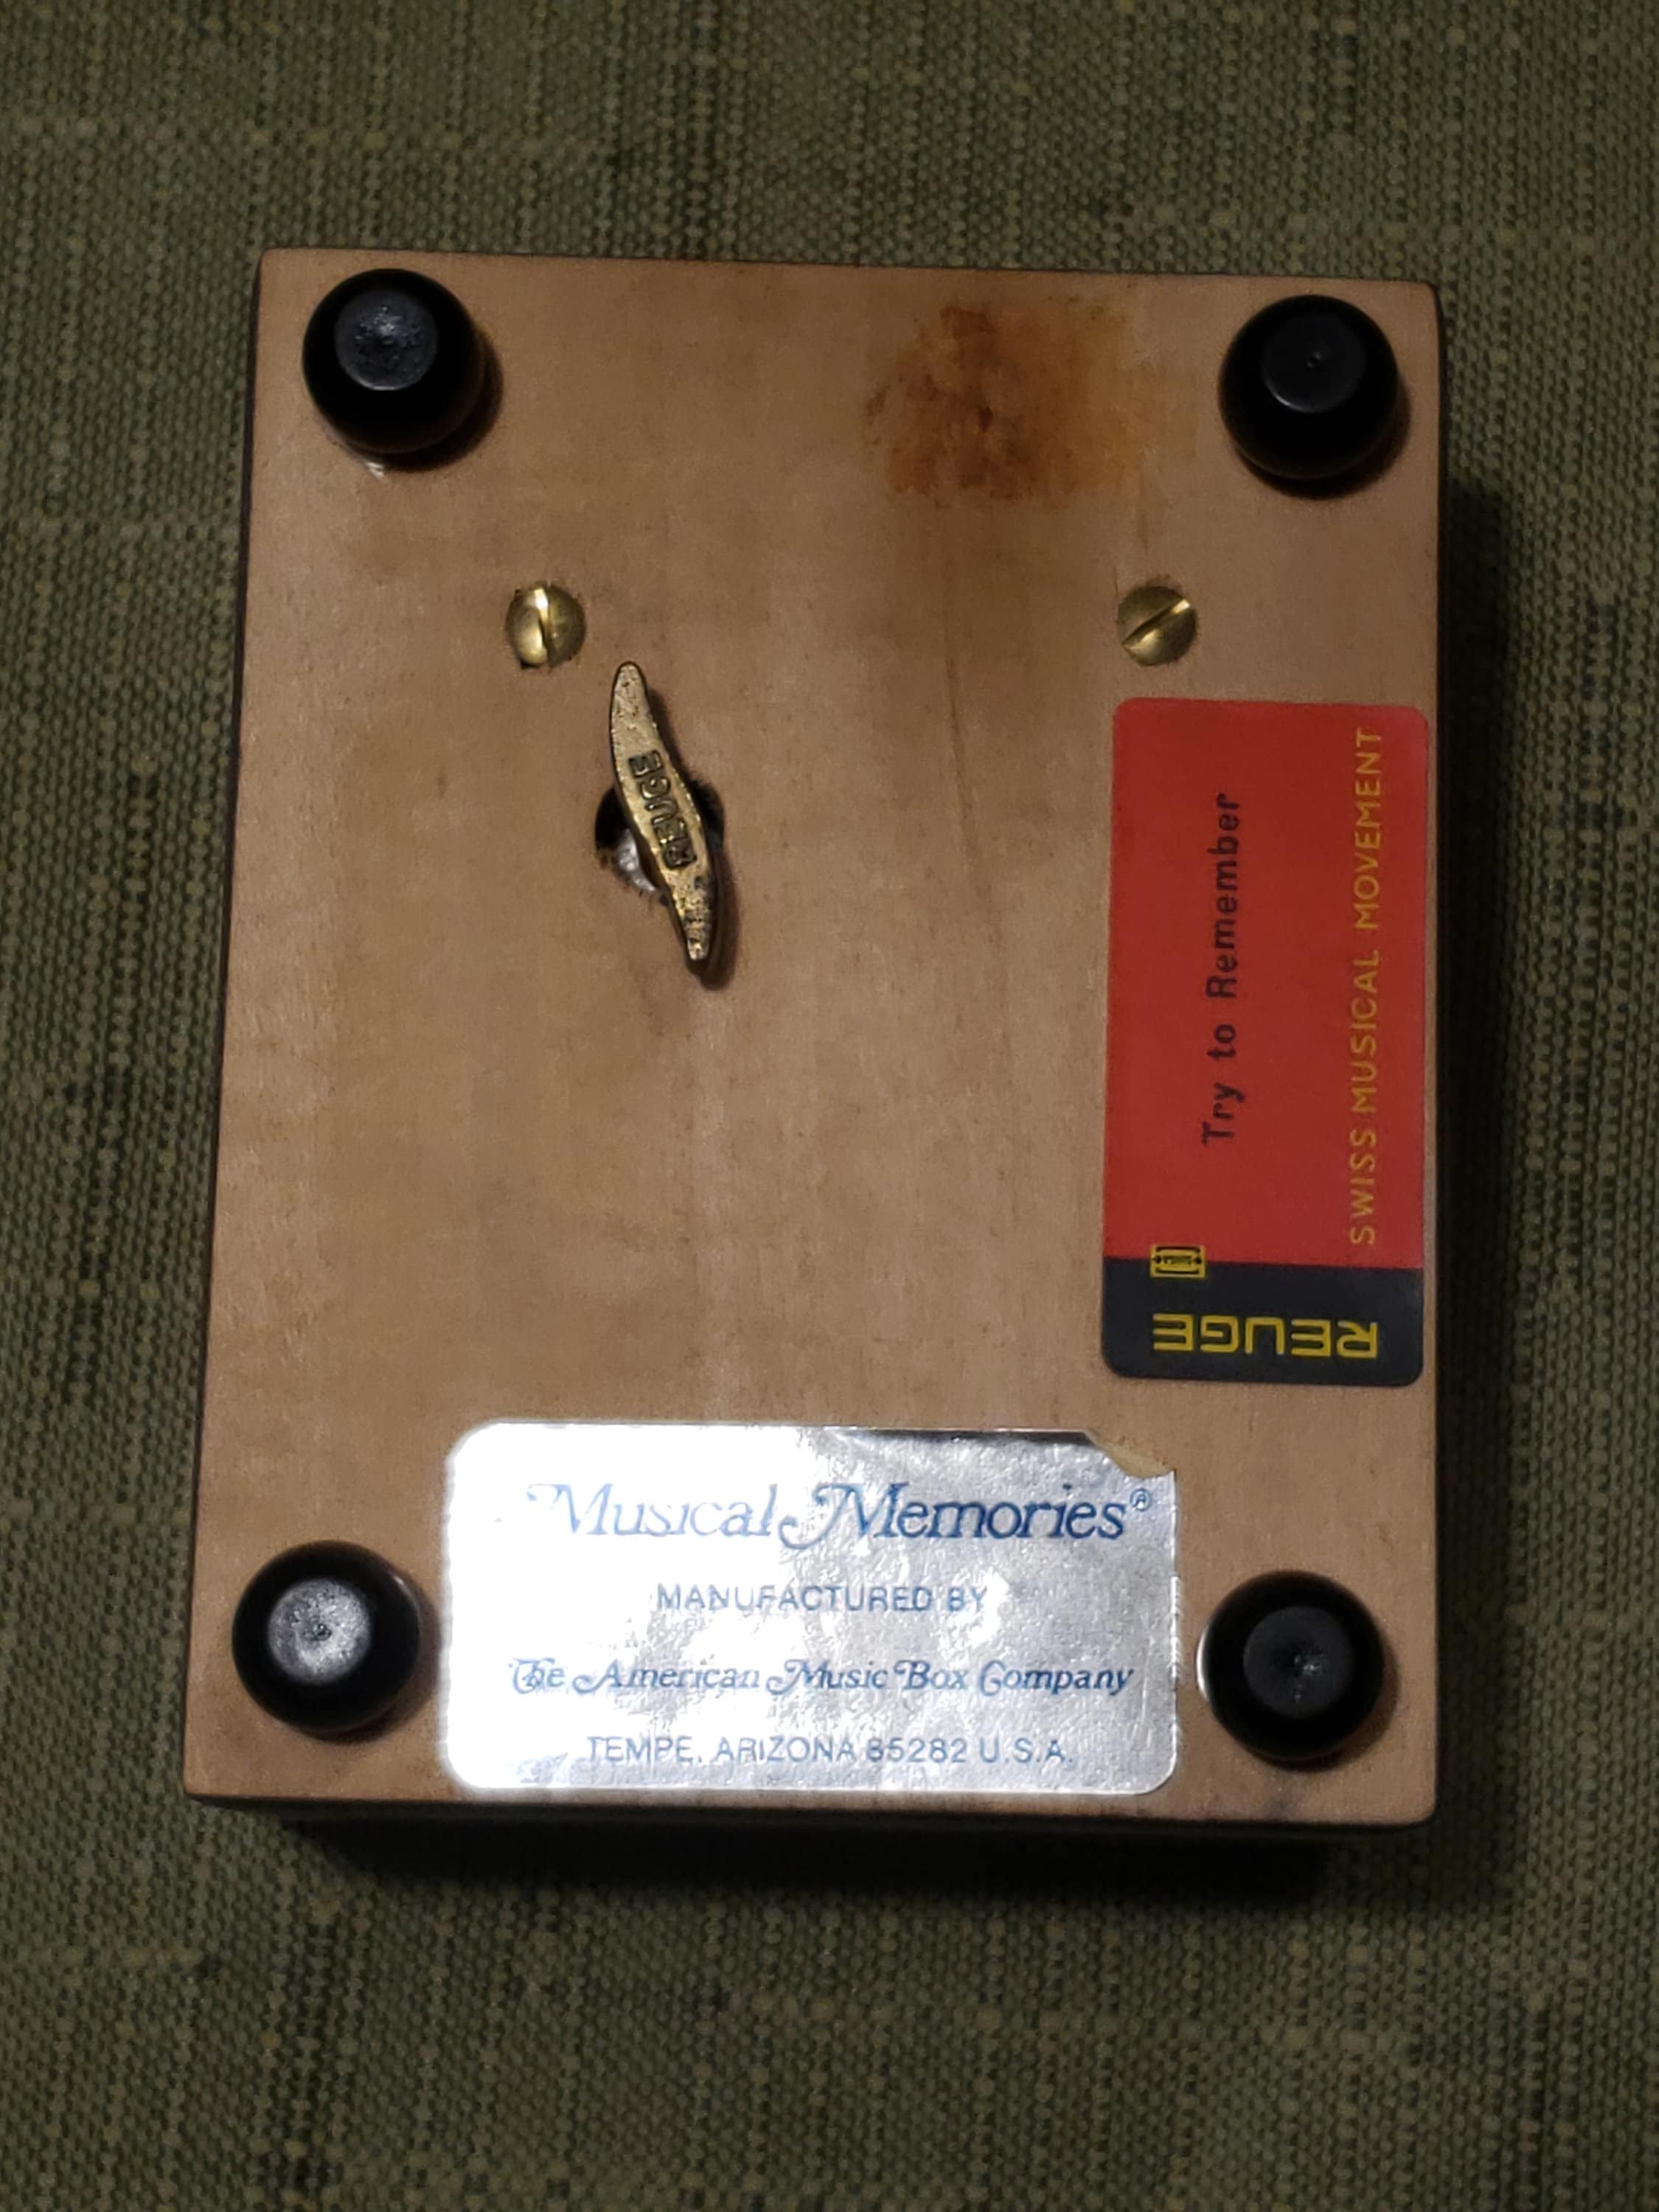 REUGE
Try to Remember
SWISS MUSICAL MOVEMENT
REUGE
Musical Memories®
MANUFACTURED BY
The American Music Box Company
TEMPE, ARIZONA 85282 U.S.A.